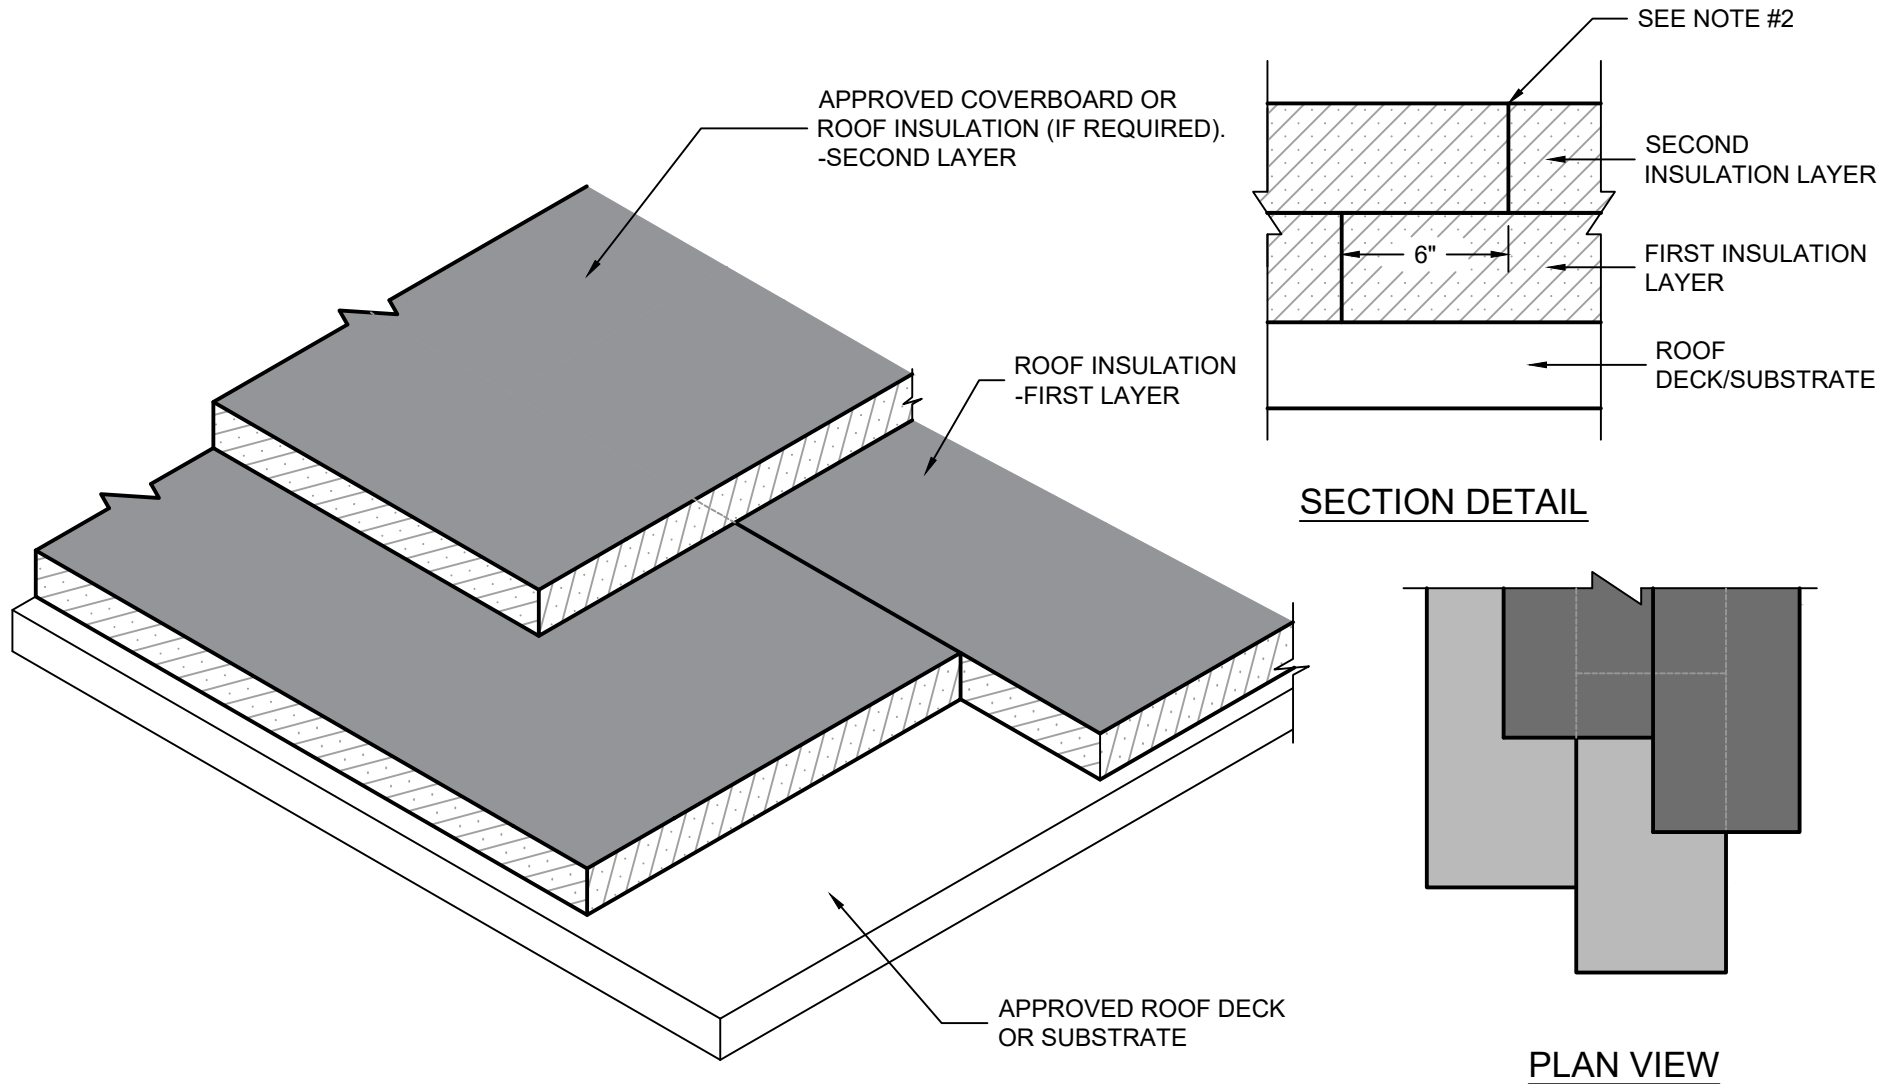 SEE NOTE #2
APPROVED COVERBOARD OR
ROOF INSULATION (IF REQUIRED).
-SECOND LAYER
SECOND
INSULATION LAYER
6"
FIRST INSULATION
LAYER
ROOF
DECK/SUBSTRATE
ROOF INSULATION
-FIRST LAYER
SECTION DETAIL
APPROVED ROOF DECK
OR SUBSTRATE
PLAN VIEW